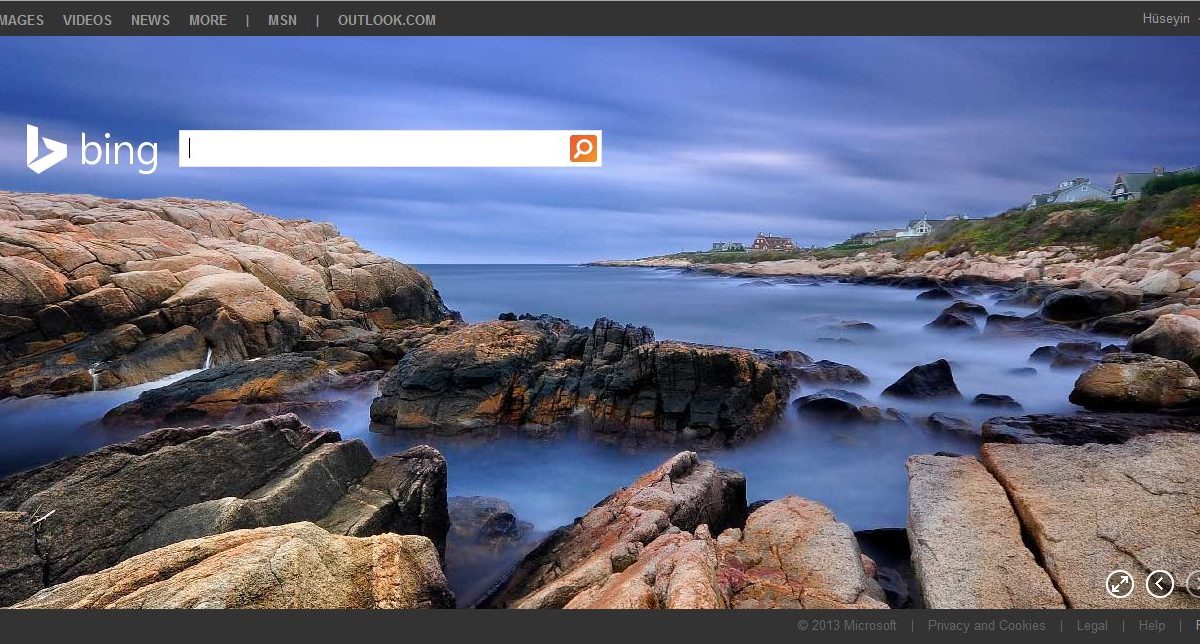 MAGES VIDEOS NEWS MORE | MSN | OUTLOOK.COM
Hüseyin
bing
© 2013 Microsoft | Privacy and Cookies | Legal | Help |